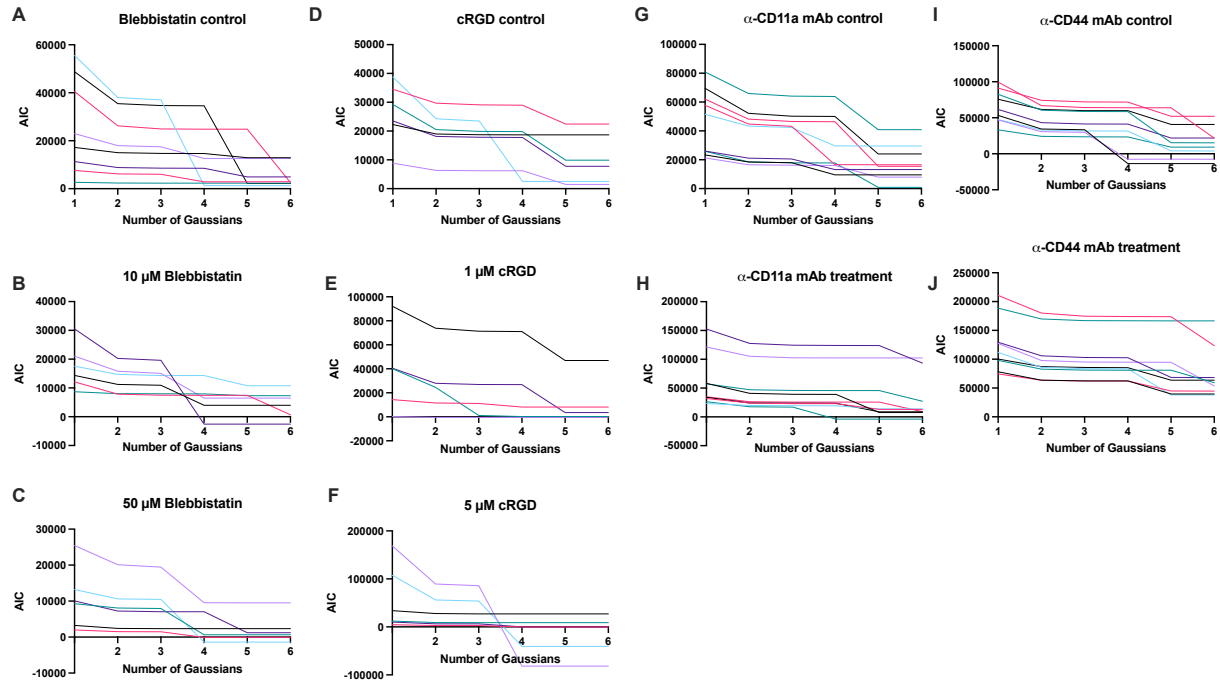 A
Blebbistatin control
AIC
60000
40000
20000
0
1 2 3 4 5 6
Number of Gaussians
D
cRGD control
AIC
50000
40000
30000
20000
10000
0
1 2 3 4 5 6
Number of Gaussians
G
α-CD11a mAb control
AIC
100000
80000
60000
40000
20000
0
1 2 3 4 5 6
Number of Gaussians
I
α-CD44 mAb control
AIC
150000
100000
50000
0
-50000
2 3 4 5 6
Number of Gaussians
B
10 µM Blebbistatin
AIC
40000
30000
20000
10000
0
-10000
2 3 4 5 6
Number of Gaussians
E
1 µM cRGD
AIC
100000
80000
60000
40000
20000
0
-20000
2 3 4 5 6
Number of Gaussians
H
α-CD11a mAb treatment
AIC
200000
150000
100000
50000
0
-50000
2 3 4 5 6
Number of Gaussians
J
α-CD44 mAb treatment
AIC
250000
200000
150000
100000
50000
0
1 2 3 4 5 6
Number of Gaussians
C
50 µM Blebbistatin
AIC
30000
20000
10000
0
-10000
2 3 4 5 6
Number of Gaussians
F
5 µM cRGD
AIC
200000
100000
0
-100000
2 3 4 5 6
Number of Gaussians